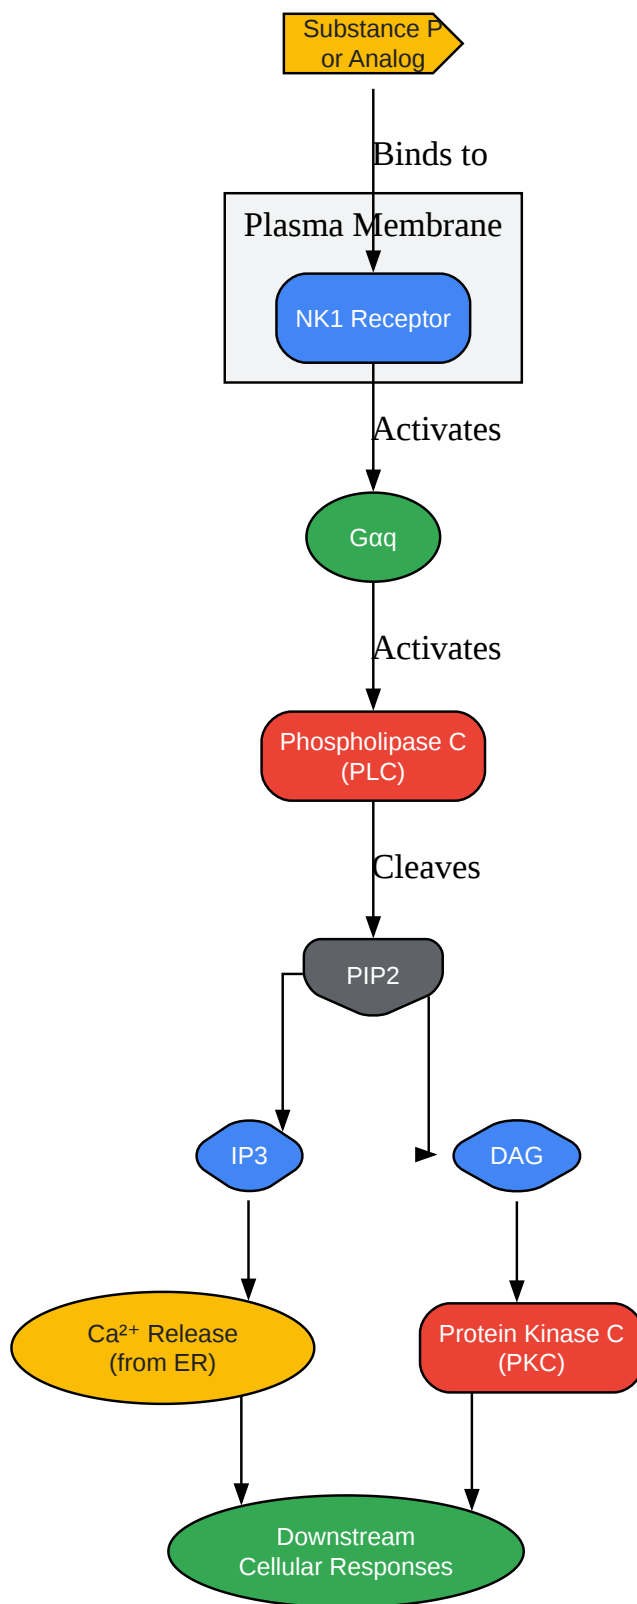 Substance P
or Analog
Binds to
Plasma Membrane
NK1 Receptor
Activates
Gαq
Activates
Phospholipase C
(PLC)
Cleaves
PIP2
IP3
DAG
Ca²⁺ Release
(from ER)
Protein Kinase C
(PKC)
Downstream
Cellular Responses